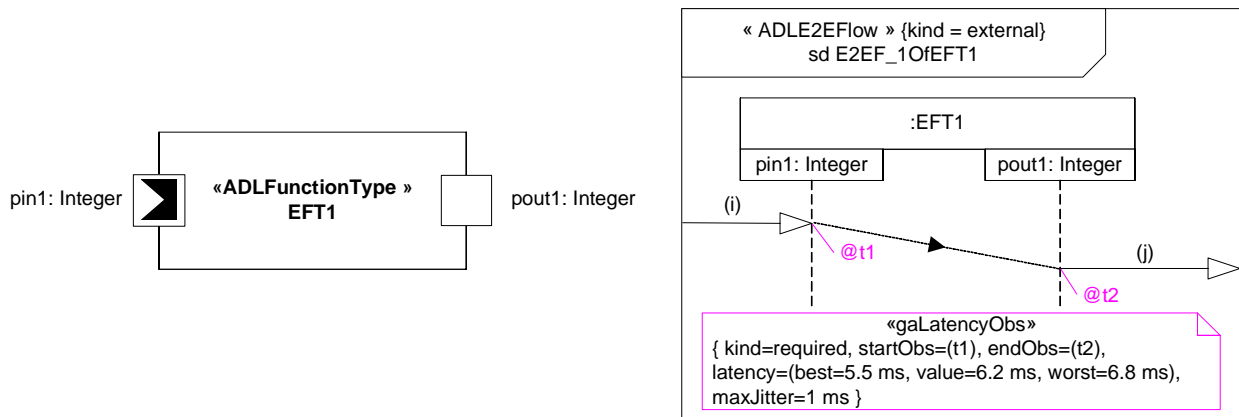 pin1: Integer
«ADLFunctionType »
EFT1
pout1: Integer
« ADLE2EFlow » {kind = external}
sd E2EF_1OfEFT1
:EFT1
pin1: Integer
pout1: Integer
(i)
@t1
(j)
@t2
«gaLatencyObs»
{ kind=required, startObs=(t1), endObs=(t2),
latency=(best=5.5 ms, value=6.2 ms, worst=6.8 ms),
maxJitter=1 ms }